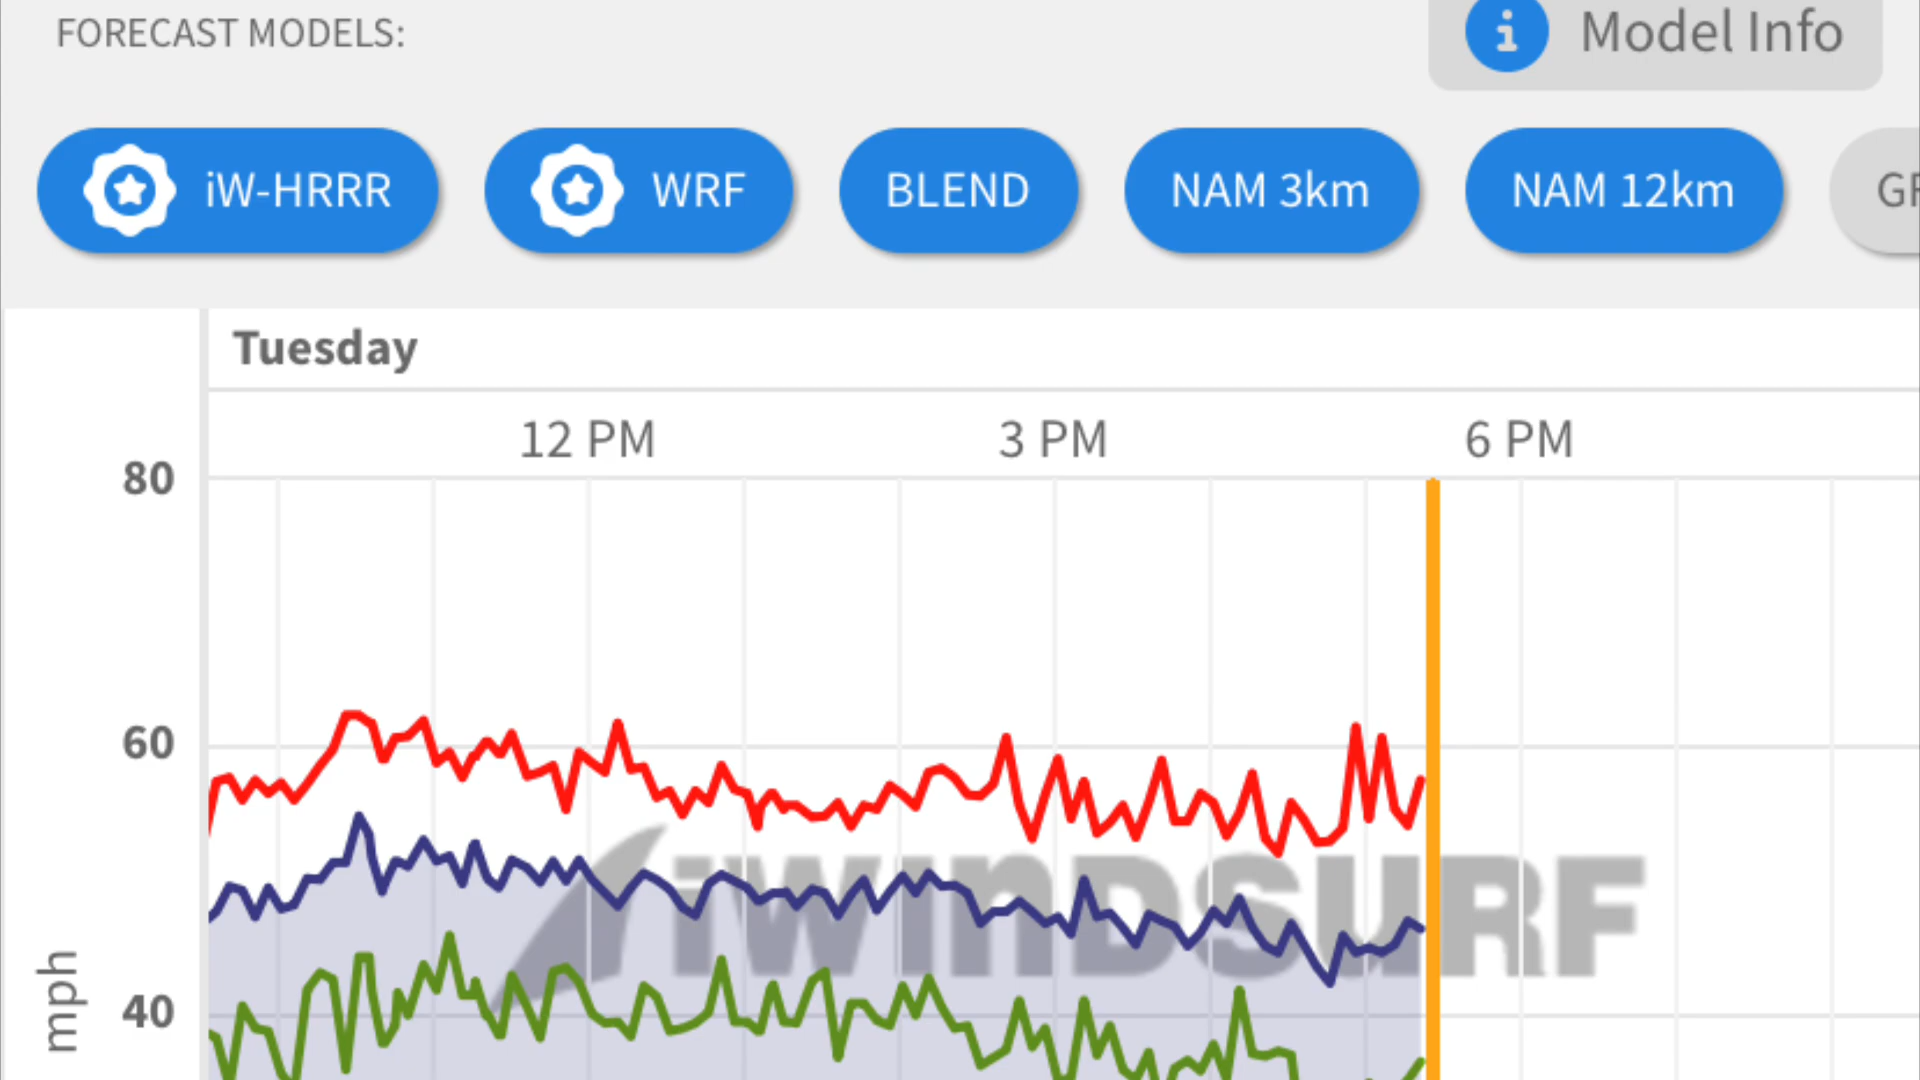 FORECAST MODELS:
Model Info
iW-HRRR
WRF
BLEND
NAM 3km
NAM 12km
Tuesday
12 PM
3 PM
6 PM
80
60
40
mph
iWINDSURF